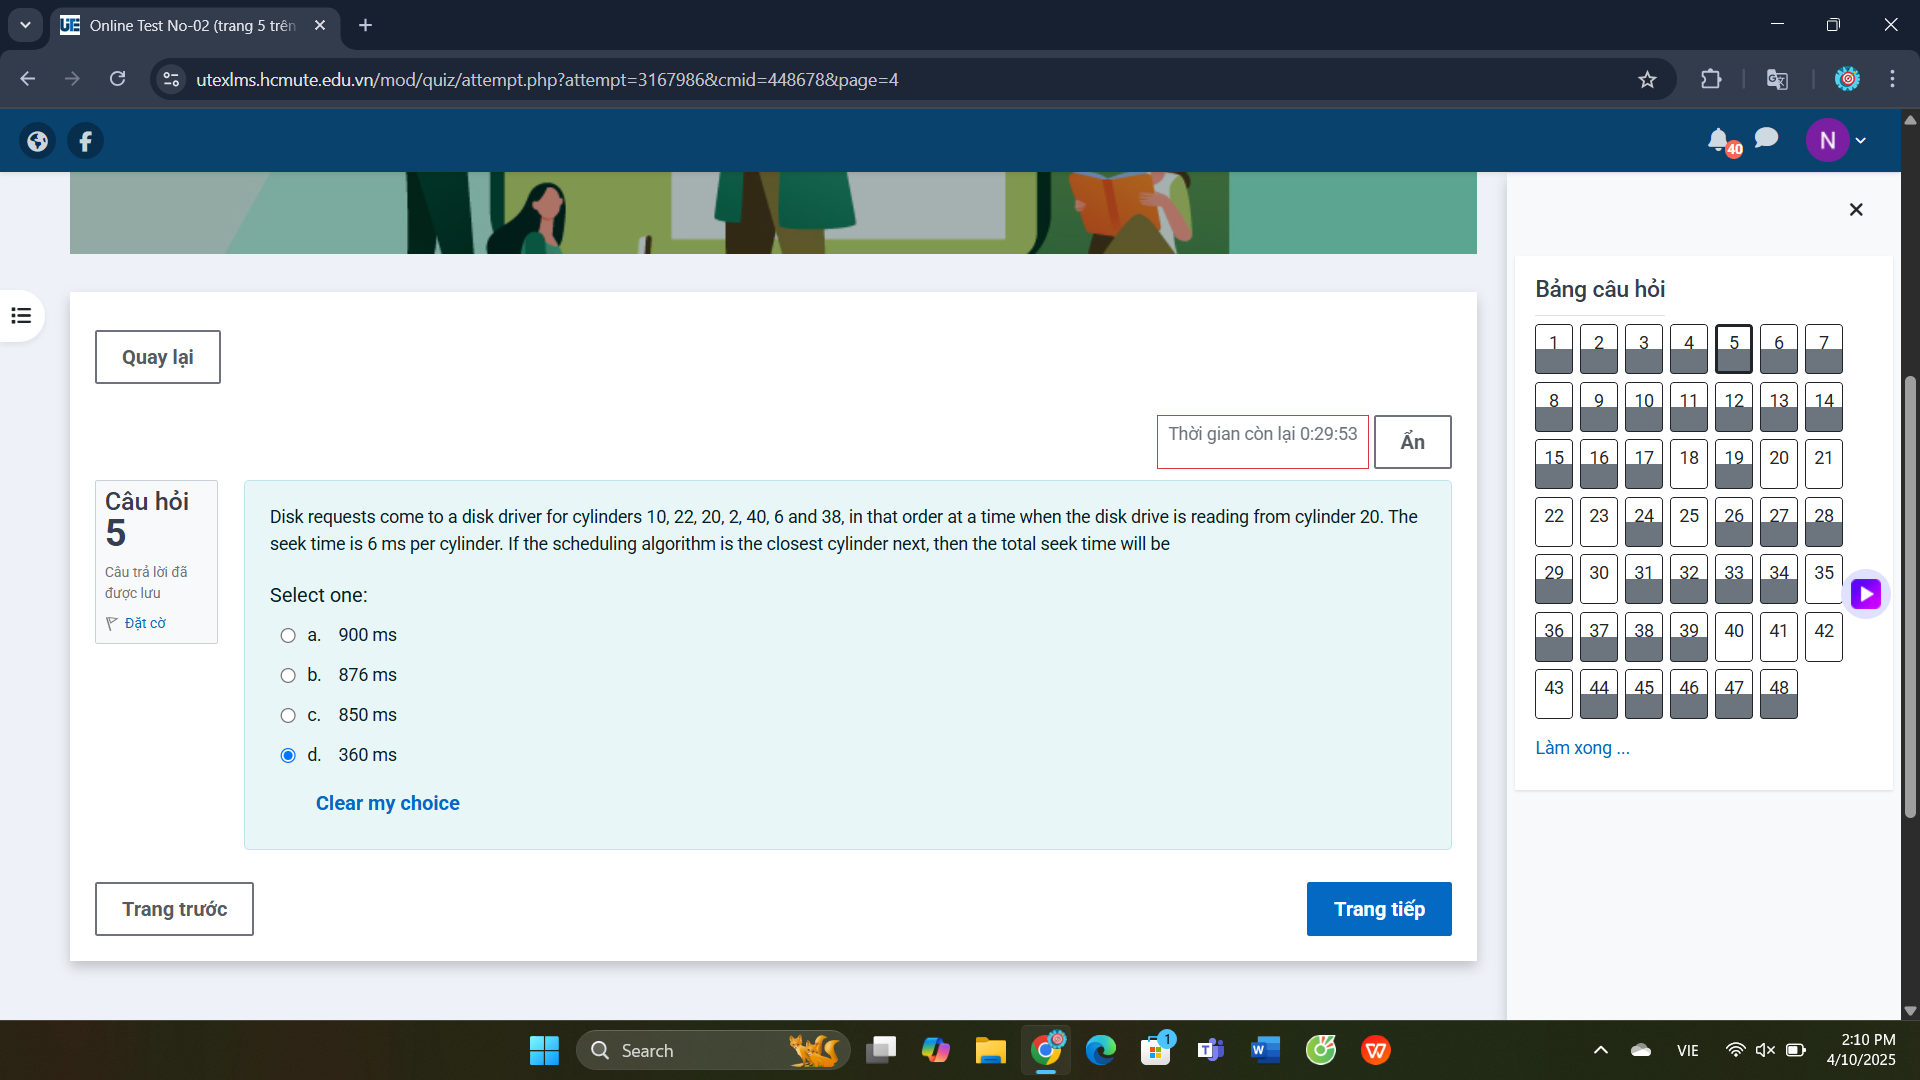 Online Test No-02 (trang 5 trên
utexlms.hcmute.edu.vn/mod/quiz/attempt.php?attempt=3167986&cmid=448678&page=4
40
N
Quay lại
Thời gian còn lại 0:29:53
Ẩn
Câu hỏi
5
Câu trả lời đã
được lưu
Đặt cờ
Disk requests come to a disk driver for cylinders 10, 22, 20, 2, 40, 6 and 38, in that order at a time when the disk drive is reading from cylinder 20. The
seek time is 6 ms per cylinder. If the scheduling algorithm is the closest cylinder next, then the total seek time will be
Select one:
a. 900 ms
b. 876 ms
c. 850 ms
d. 360 ms
Clear my choice
Trang trước
Trang tiếp
Bảng câu hỏi
1 2 3 4 5 6 7
8 9 10 11 12 13 14
15 16 17 18 19 20 21
22 23 24 25 26 27 28
29 30 31 32 33 34 35
36 37 38 39 40 41 42
43 44 45 46 47 48
Làm xong ...
Search
1
VIE
2:10 PM
4/10/2025